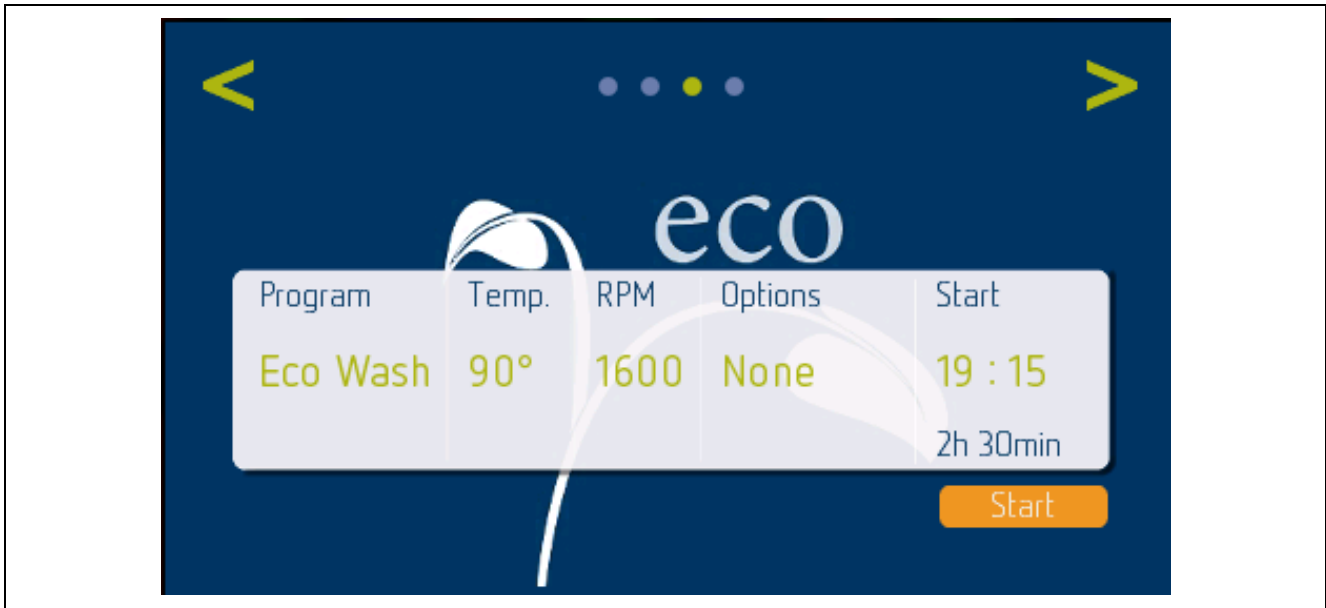 < >
eco
Program Temp. RPM Options Start
Eco Wash 90° 1600 None 19 : 15
2h 30min
Start